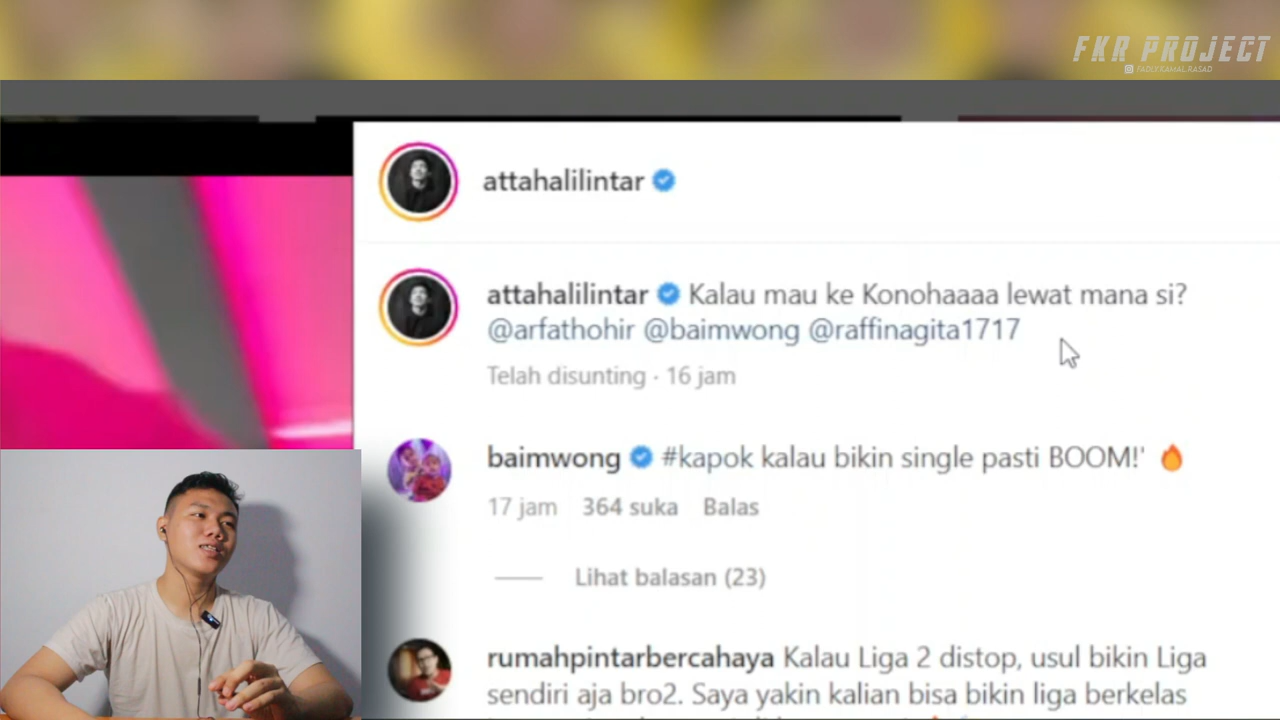 FKR PROJECT
FADLYKAMAL.RASAD
attahalilintar
attahalilintar Kalau mau ke Konohaaaa lewat mana si?
@arfathohir @baimwong @raffinagita1717
Telah disunting · 16 jam
baimwong #kapok kalau bikin single pasti BOOM!' 🔥
17 jam 364 suka Balas
Lihat balasan (23)
rumahpintarbercahaya Kalau Liga 2 distop, usul bikin Liga
sendiri aja bro2. Saya yakin kalian bisa bikin liga berkelas